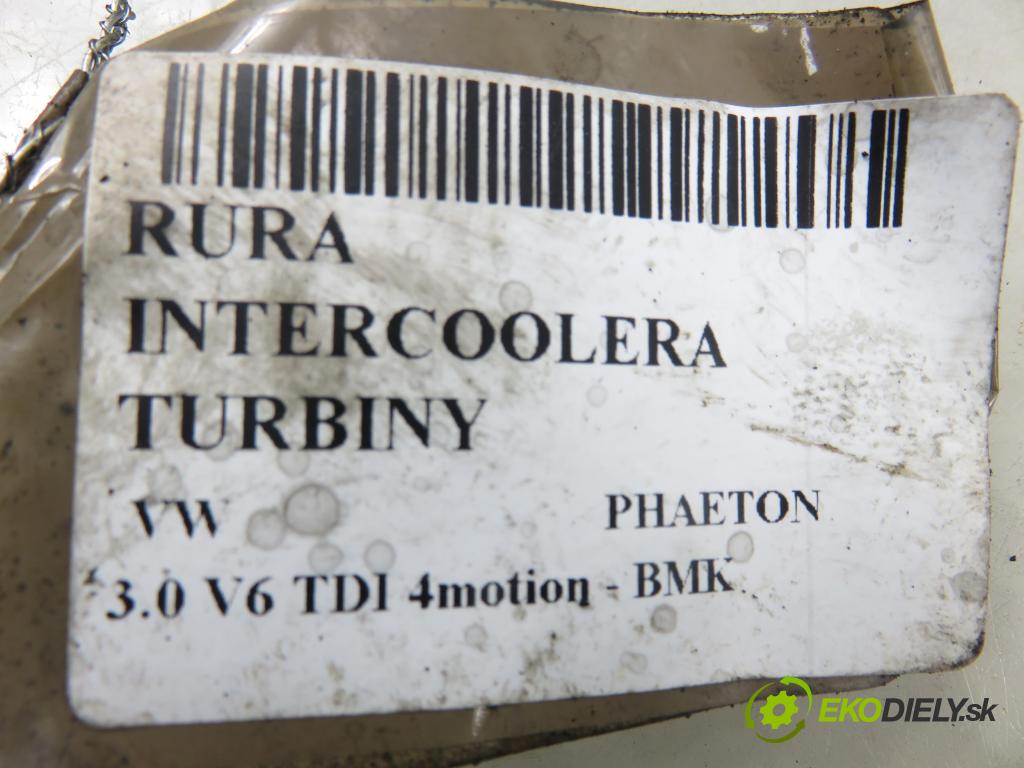 RURA
INTERCOOLERA
TURBINY
VW PHAETON
3.0 V6 TDI 4motion - BMK
EKODIELY.sk